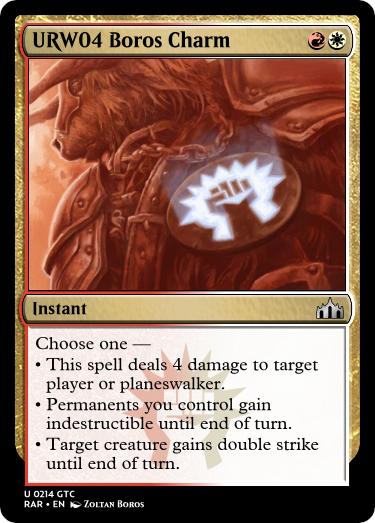 URW04 Boros Charm
Instant
Choose one —
• This spell deals 4 damage to target
player or planeswalker.
• Permanents you control gain
indestructible until end of turn.
• Target creature gains double strike
until end of turn.
U 0214 GTC
RAR • EN Zoltan Boros